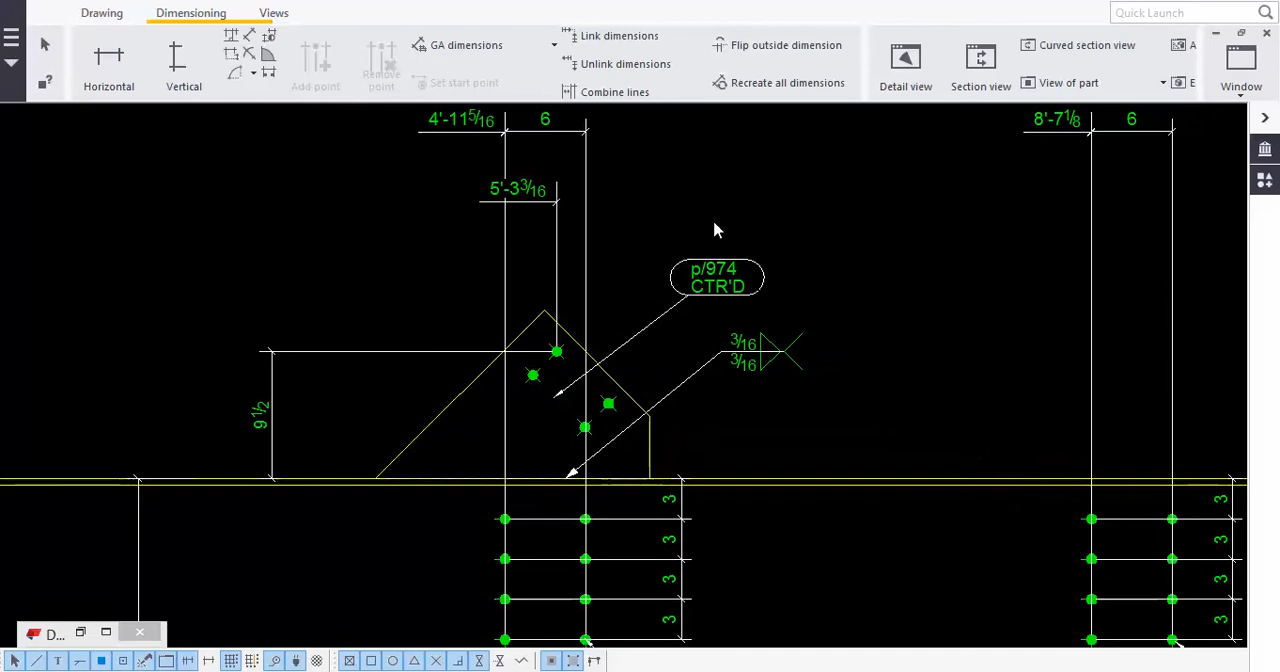 Drawing Dimensioning Views Quick Launch
Horizontal
Vertical
Add point
Remove
point
GA dimensions
Set start point
Link dimensions
Unlink dimensions
Combine lines
Flip outside dimension
Recreate all dimensions
Detail view
Section view
Curved section view
View of part
A
E
Window
4'-11 5/16 6 8'-7 1/8 6
5'-3 3/16
p/974
CTR'D
3/16
3/16
9 1/2
3 3
3 3
3 3
3 3
D...